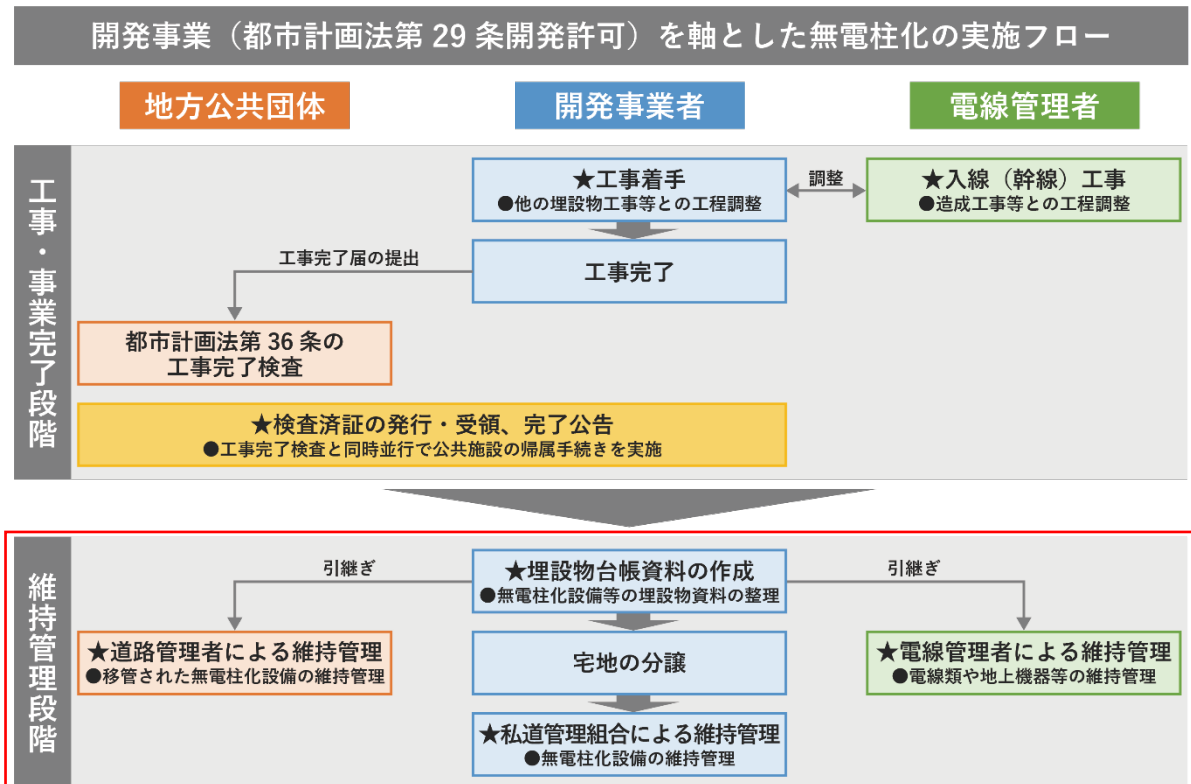 開発事業（都市計画法第 29 条開発許可）を軸とした無電柱化の実施フロー
地方公共団体
開発事業者
電線管理者
工事・事業完了段階
★工事着手
●他の埋設物工事等との工程調整
調整
★入線（幹線）工事
●造成工事等との工程調整
工事完了
工事完了届の提出
都市計画法第 36 条の
工事完了検査
★検査済証の発行・受領、完了公告
●工事完了検査と同時並行で公共施設の帰属手続きを実施
維持管理段階
★埋設物台帳資料の作成
●無電柱化設備等の埋設物資料の整理
引継ぎ
引継ぎ
★道路管理者による維持管理
●移管された無電柱化設備の維持管理
宅地の分譲
★電線管理者による維持管理
●電線類や地上機器等の維持管理
★私道管理組合による維持管理
●無電柱化設備の維持管理